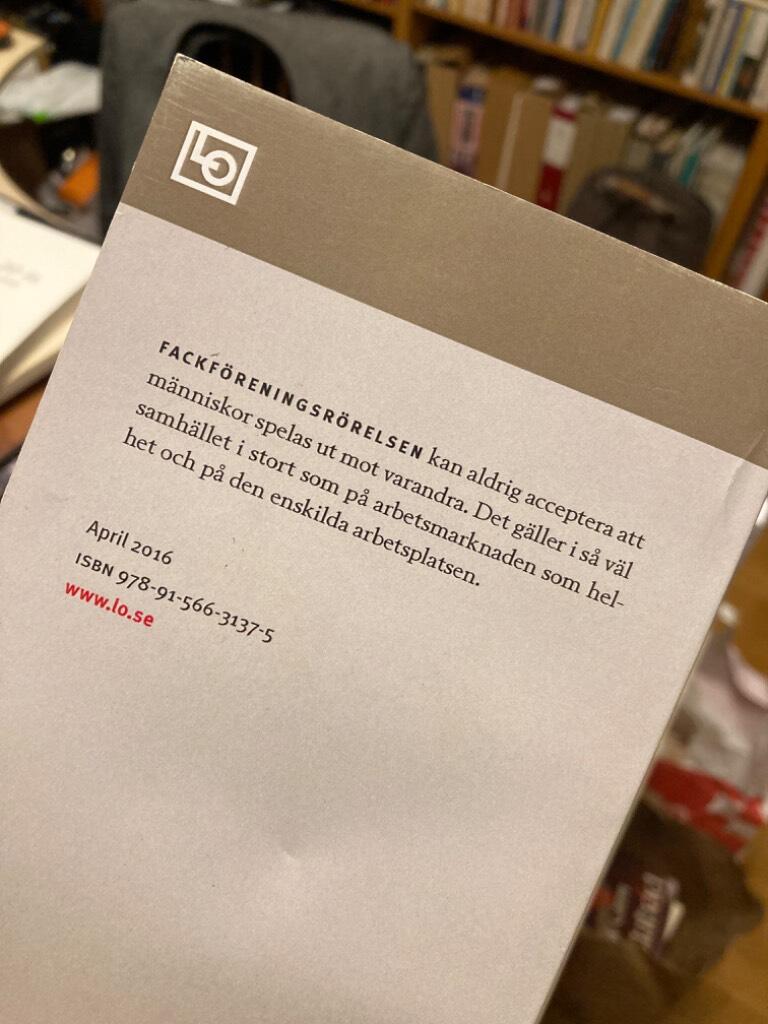 LO
FACKFÖRENINGSRÖRELSEN kan aldrig acceptera att
människor spelas ut mot varandra. Det gäller i så väl
samhället i stort som på arbetsmarknaden som hel-
het och på den enskilda arbetsplatsen.
April 2016
ISBN 978-91-566-3137-5
www.lo.se